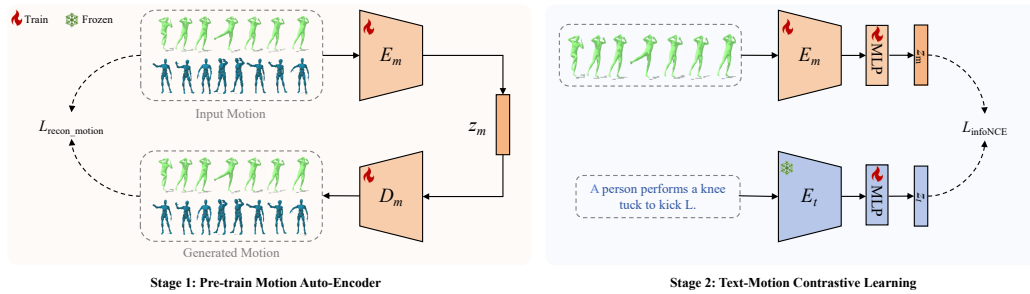 Train
Frozen
E_m
Input Motion
L_recon_motion
z_m
D_m
Generated Motion
Stage 1: Pre-train Motion Auto-Encoder
E_m
MLP
z_m
L_infoNCE
A person performs a knee
tuck to kick L.
E_t
MLP
z_t
Stage 2: Text-Motion Contrastive Learning